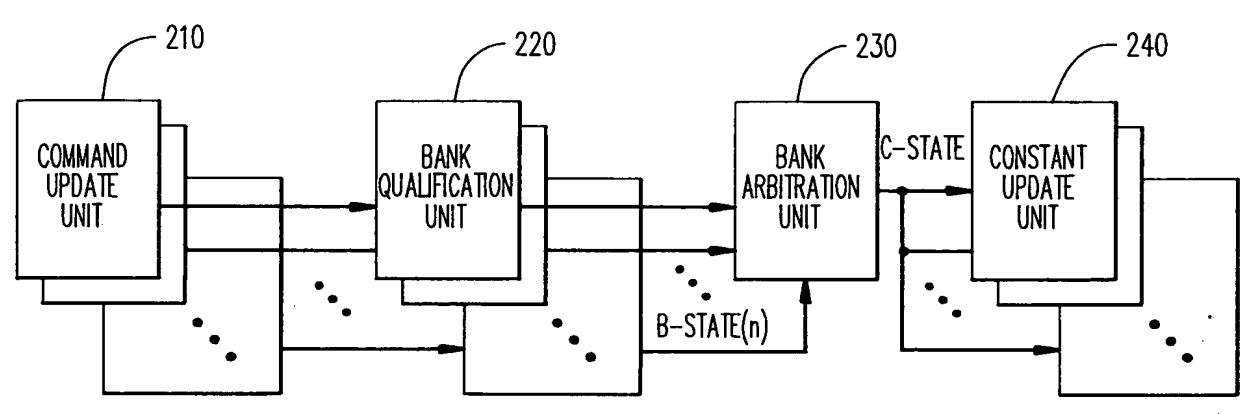 210
220
230
240
COMMAND
UPDATE
UNIT
BANK
QUALIFICATION
UNIT
BANK
ARBITRATION
UNIT
C-STATE
CONSTANT
UPDATE
UNIT
B-STATE(n)